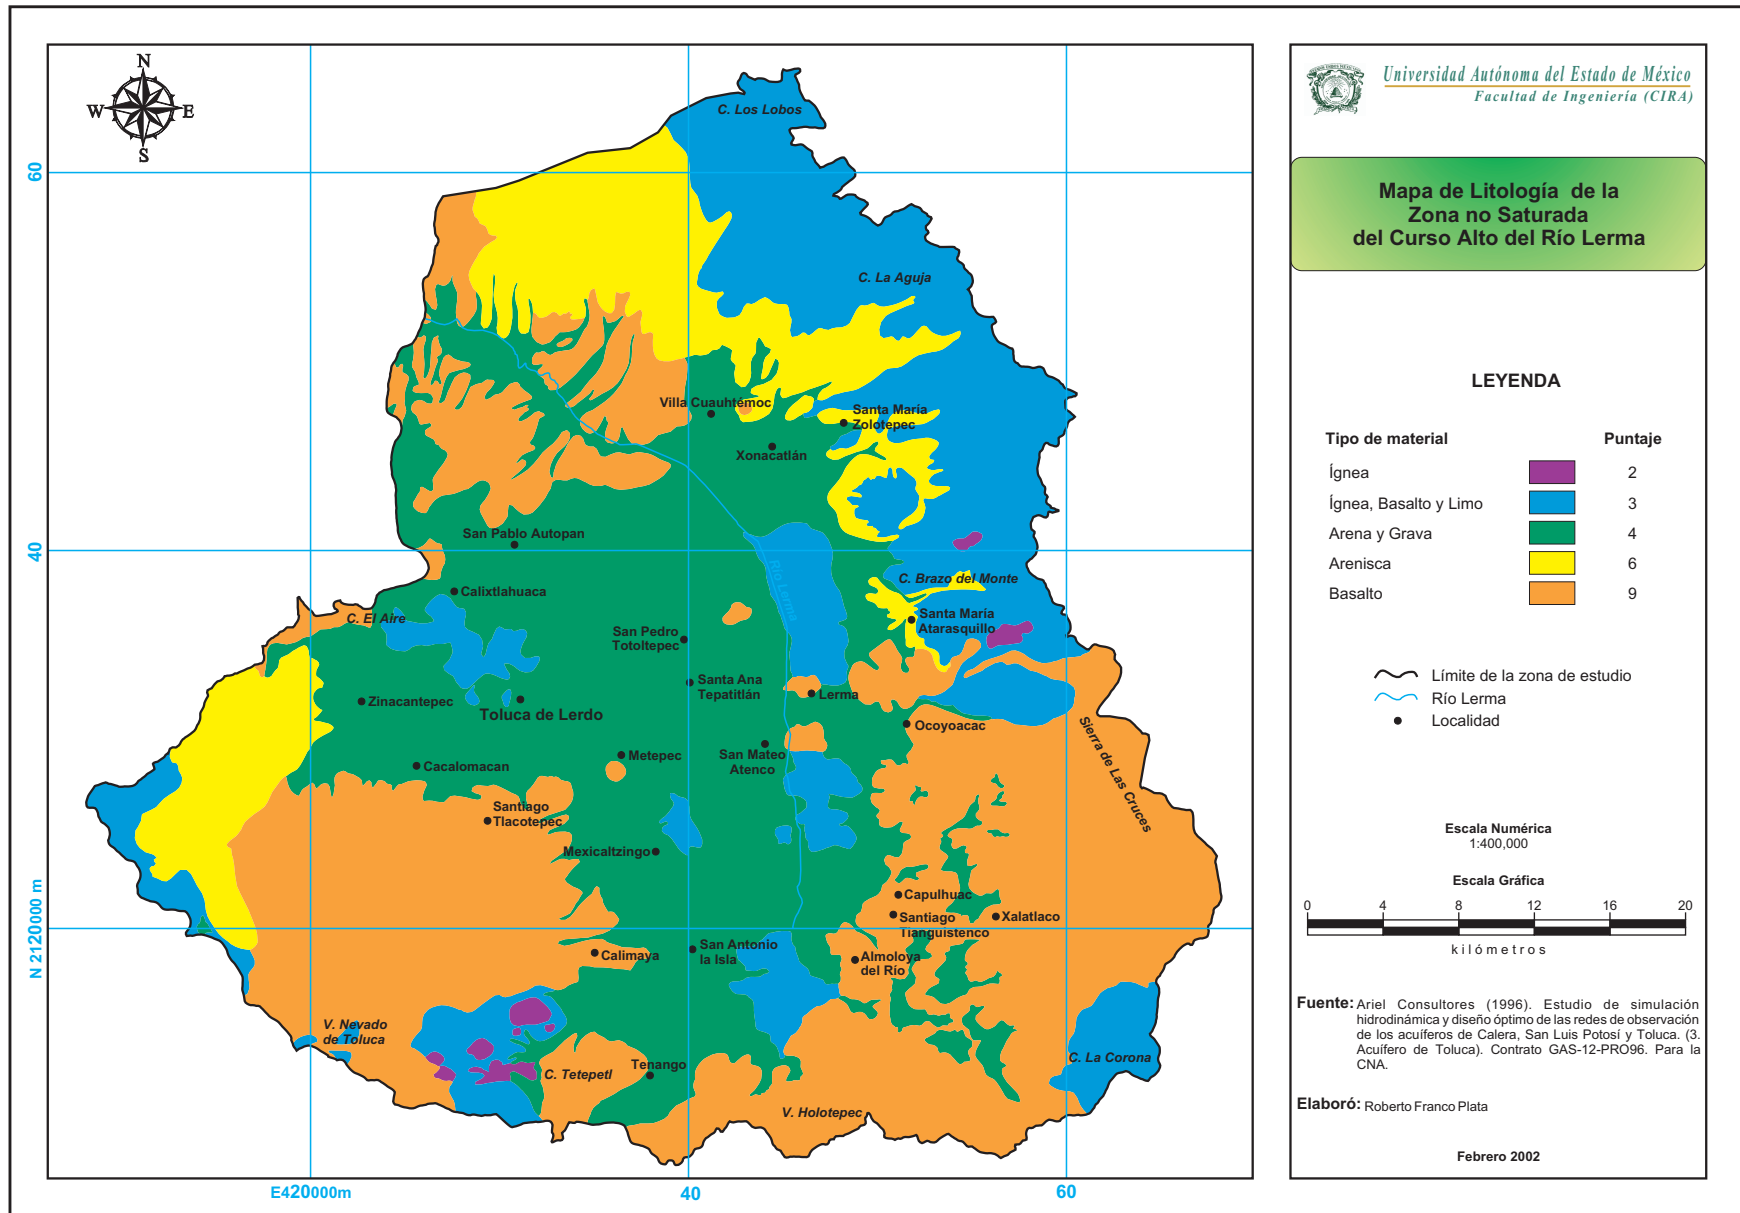 N
W
E
S
60
40
N 2120000 m
E420000m
40
60
C. Los Lobos
C. La Aguja
Villa Cuauhtémoc
Santa María
Zolotepec
Xonacatlán
San Pablo Autopan
Calixtlahuaca
C. Brazo del Monte
Río Lerma
C. El Aire
San Pedro
Totoltepec
Santa María
Atarasquillo
Santa Ana
Tepatitlán
Lerma
Zinacantepec
Toluca de Lerdo
Ocoyoacac
Sierra de Las Cruces
Metepec
San Mateo
Atenco
Cacalomacan
Santiago
Tlacotepec
Mexicaltzingo
Capulhuac
Santiago
Tianguistenco
Xalatlaco
Calimaya
San Antonio
la Isla
Almoloya
del Río
V. Nevado
de Toluca
C. Tetepetl
Tenango
C. La Corona
V. Holotepec
Universidad Autónoma del Estado de México
Facultad de Ingeniería (CIRA)
Mapa de Litología de la
Zona no Saturada
del Curso Alto del Río Lerma
LEYENDA
Tipo de material Puntaje
Ígnea 2
Ígnea, Basalto y Limo 3
Arena y Grava 4
Arenisca 6
Basalto 9
Límite de la zona de estudio
Río Lerma
Localidad
Escala Numérica
1:400,000
Escala Gráfica
0 4 8 12 16 20
kilómetros
Fuente: Ariel Consultores (1996). Estudio de simulación
hidrodinámica y diseño óptimo de las redes de observación
de los acuíferos de Calera, San Luis Potosí y Toluca. (3.
Acuífero de Toluca). Contrato GAS-12-PRO96. Para la
CNA.
Elaboró: Roberto Franco Plata
Febrero 2002